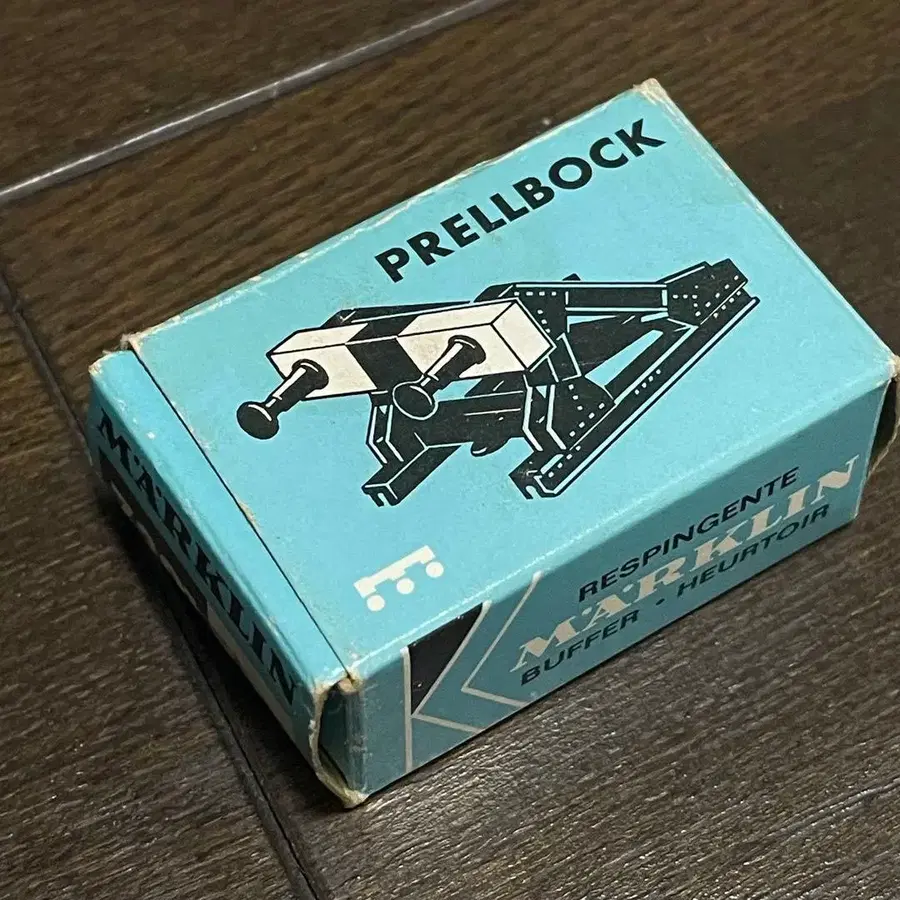 PRELLBOCK
MÄRKLIN
RESPINGENTE
MÄRKLIN
BUFFER · HEURTOIR